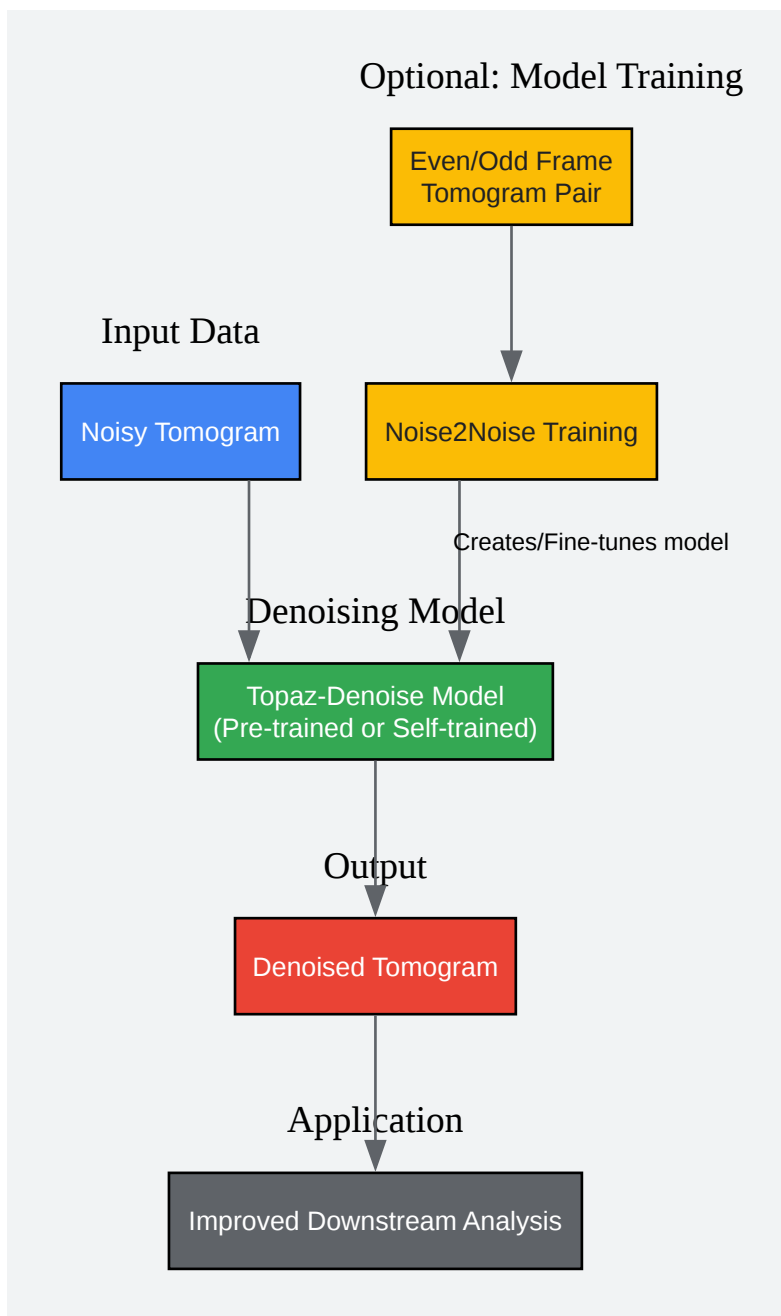 Optional: Model Training
Even/Odd Frame
Tomogram Pair
Input Data
Noisy Tomogram
Noise2Noise Training
Creates/Fine-tunes model
Denoising Model
Topaz-Denoise Model
(Pre-trained or Self-trained)
Output
Denoised Tomogram
Application
Improved Downstream Analysis